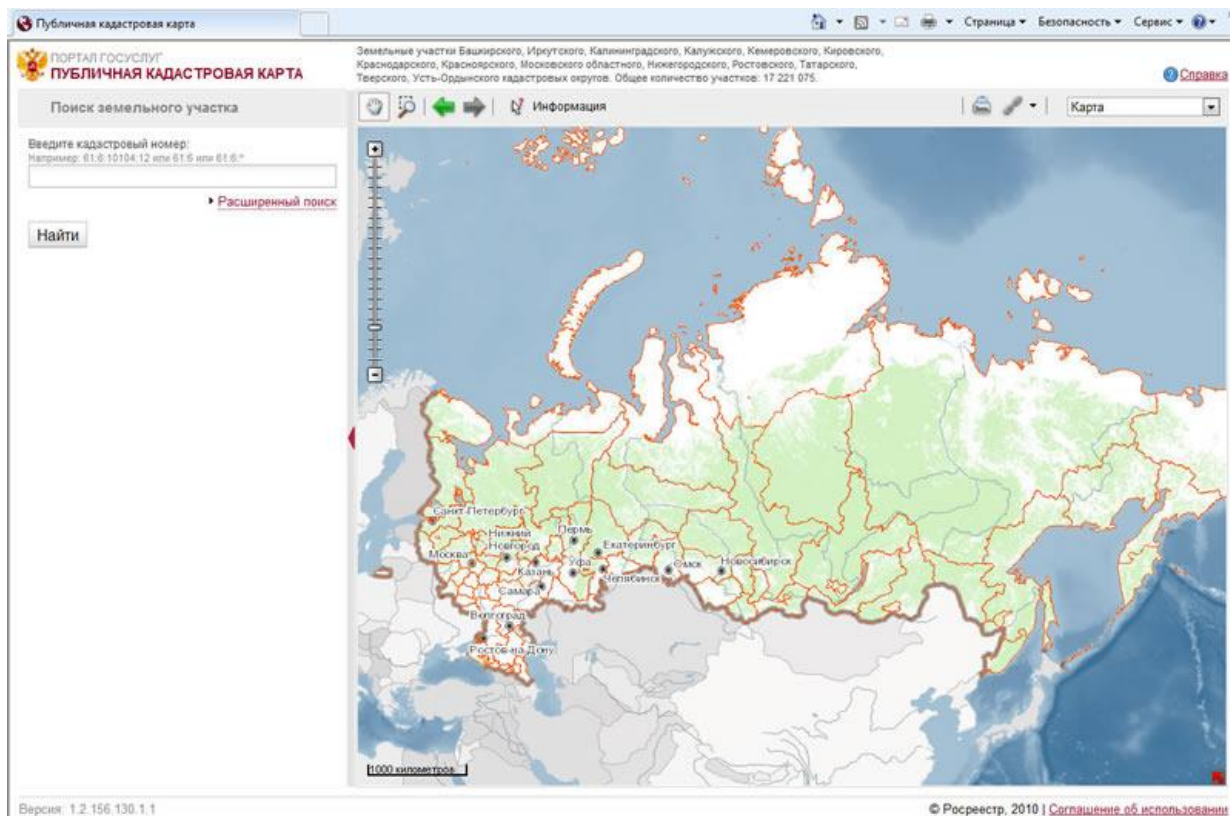 Публичная кадастровая карта
Страница
Безопасность
Сервис
ПОРТАЛ ГОСУСЛУГ
ПУБЛИЧНАЯ КАДАСТРОВАЯ КАРТА
Земельные участки Башкирского, Иркутского, Калининградского, Калужского, Кемеровского, Кировского,
Краснодарского, Красноярского, Московского областного, Нижегородского, Ростовского, Татарского,
Тверского, Усть-Ордынского кадастровых округов. Общее количество участков: 17 221 075.
Справка
Поиск земельного участка
Информация
Карта
Введите кадастровый номер:
Например: 61:6:10104:12 или 61:6 или 61:6:*
Расширенный поиск
Найти
Санкт-Петербург
Нижний
Новгород
Пермь
Москва
Екатеринбург
Казань
Уфа
Омск
Новосибирск
Челябинск
Самара
Волгоград
Ростов-на-Дону
1000 километров
Версия: 1.2.156.130.1.1
© Росреестр, 2010 | Соглашение об использовании